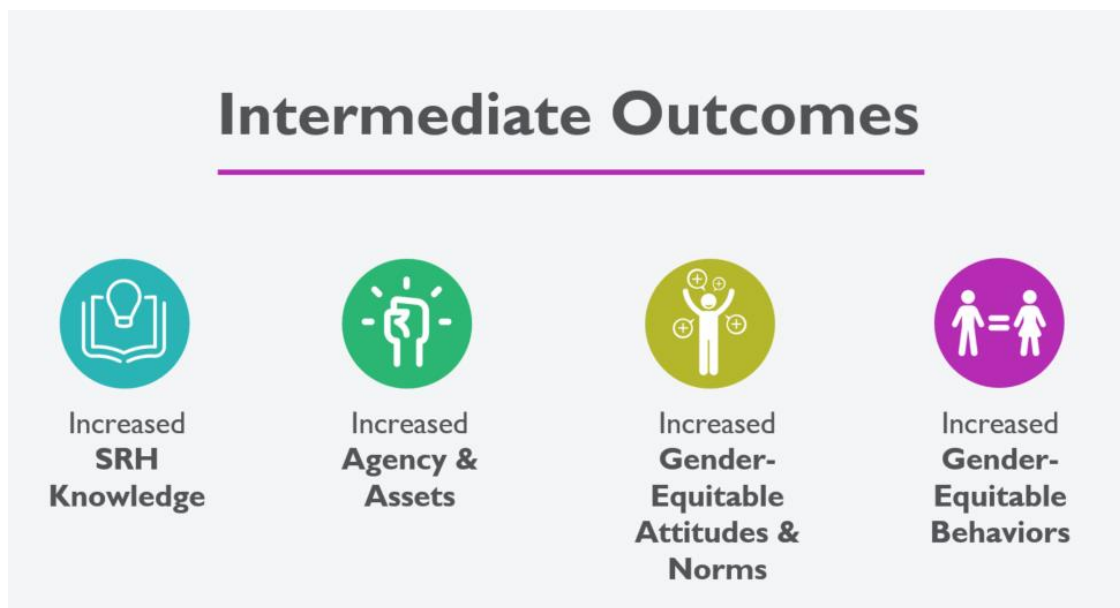 Intermediate Outcomes
Increased
SRH
Knowledge
Increased
Agency &
Assets
Increased
Gender-
Equitable
Attitudes &
Norms
Increased
Gender-
Equitable
Behaviors